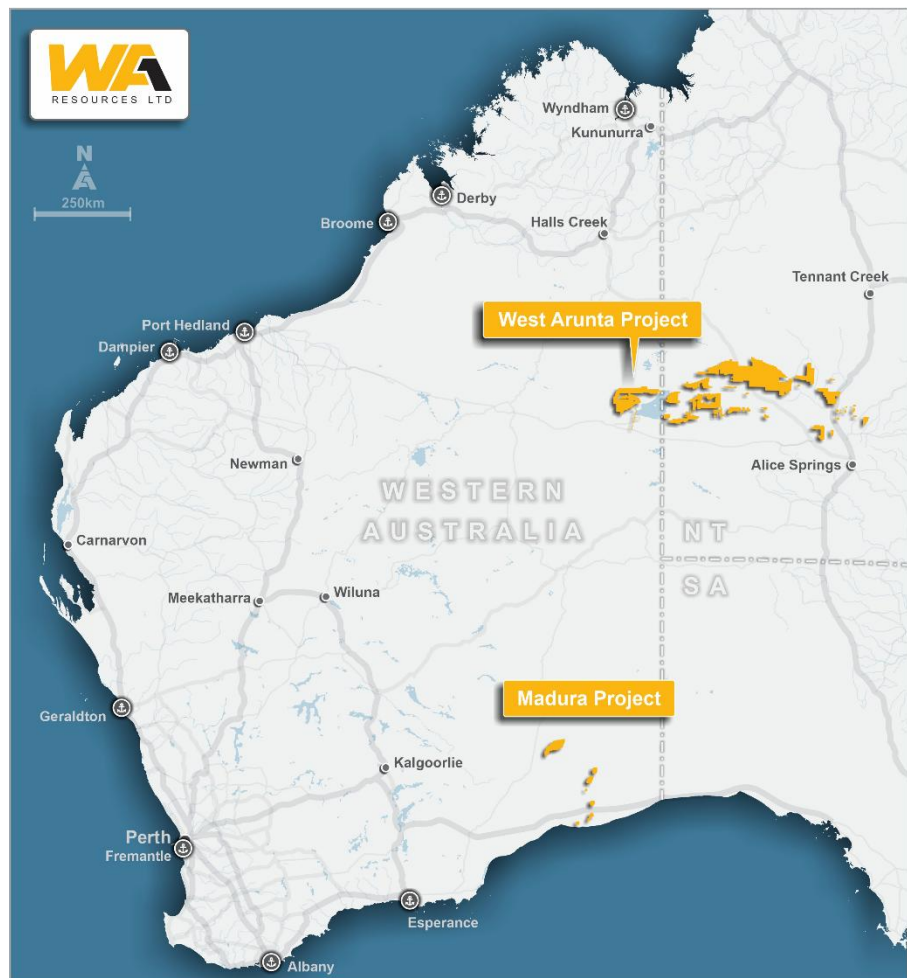 WA1
RESOURCES LTD
N
250km
Wyndham
Kununurra
Derby
Broome
Halls Creek
Tennant Creek
West Arunta Project
Port Hedland
Dampier
Newman
Alice Springs
WESTERN
AUSTRALIA
NT
Carnarvon
SA
Meekatharra
Wiluna
Madura Project
Geraldton
Kalgoorlie
Perth
Fremantle
Esperance
Albany